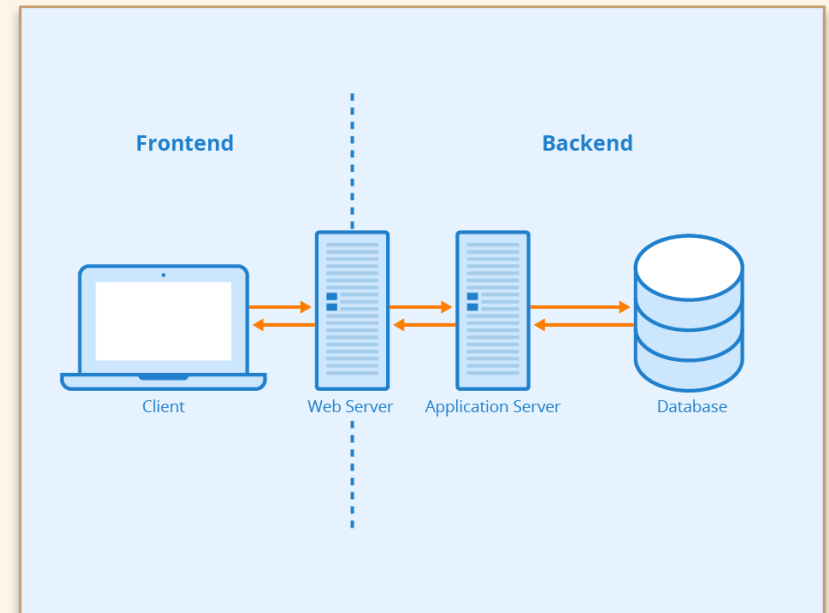 Frontend
Backend
Client
Web Server
Application Server
Database